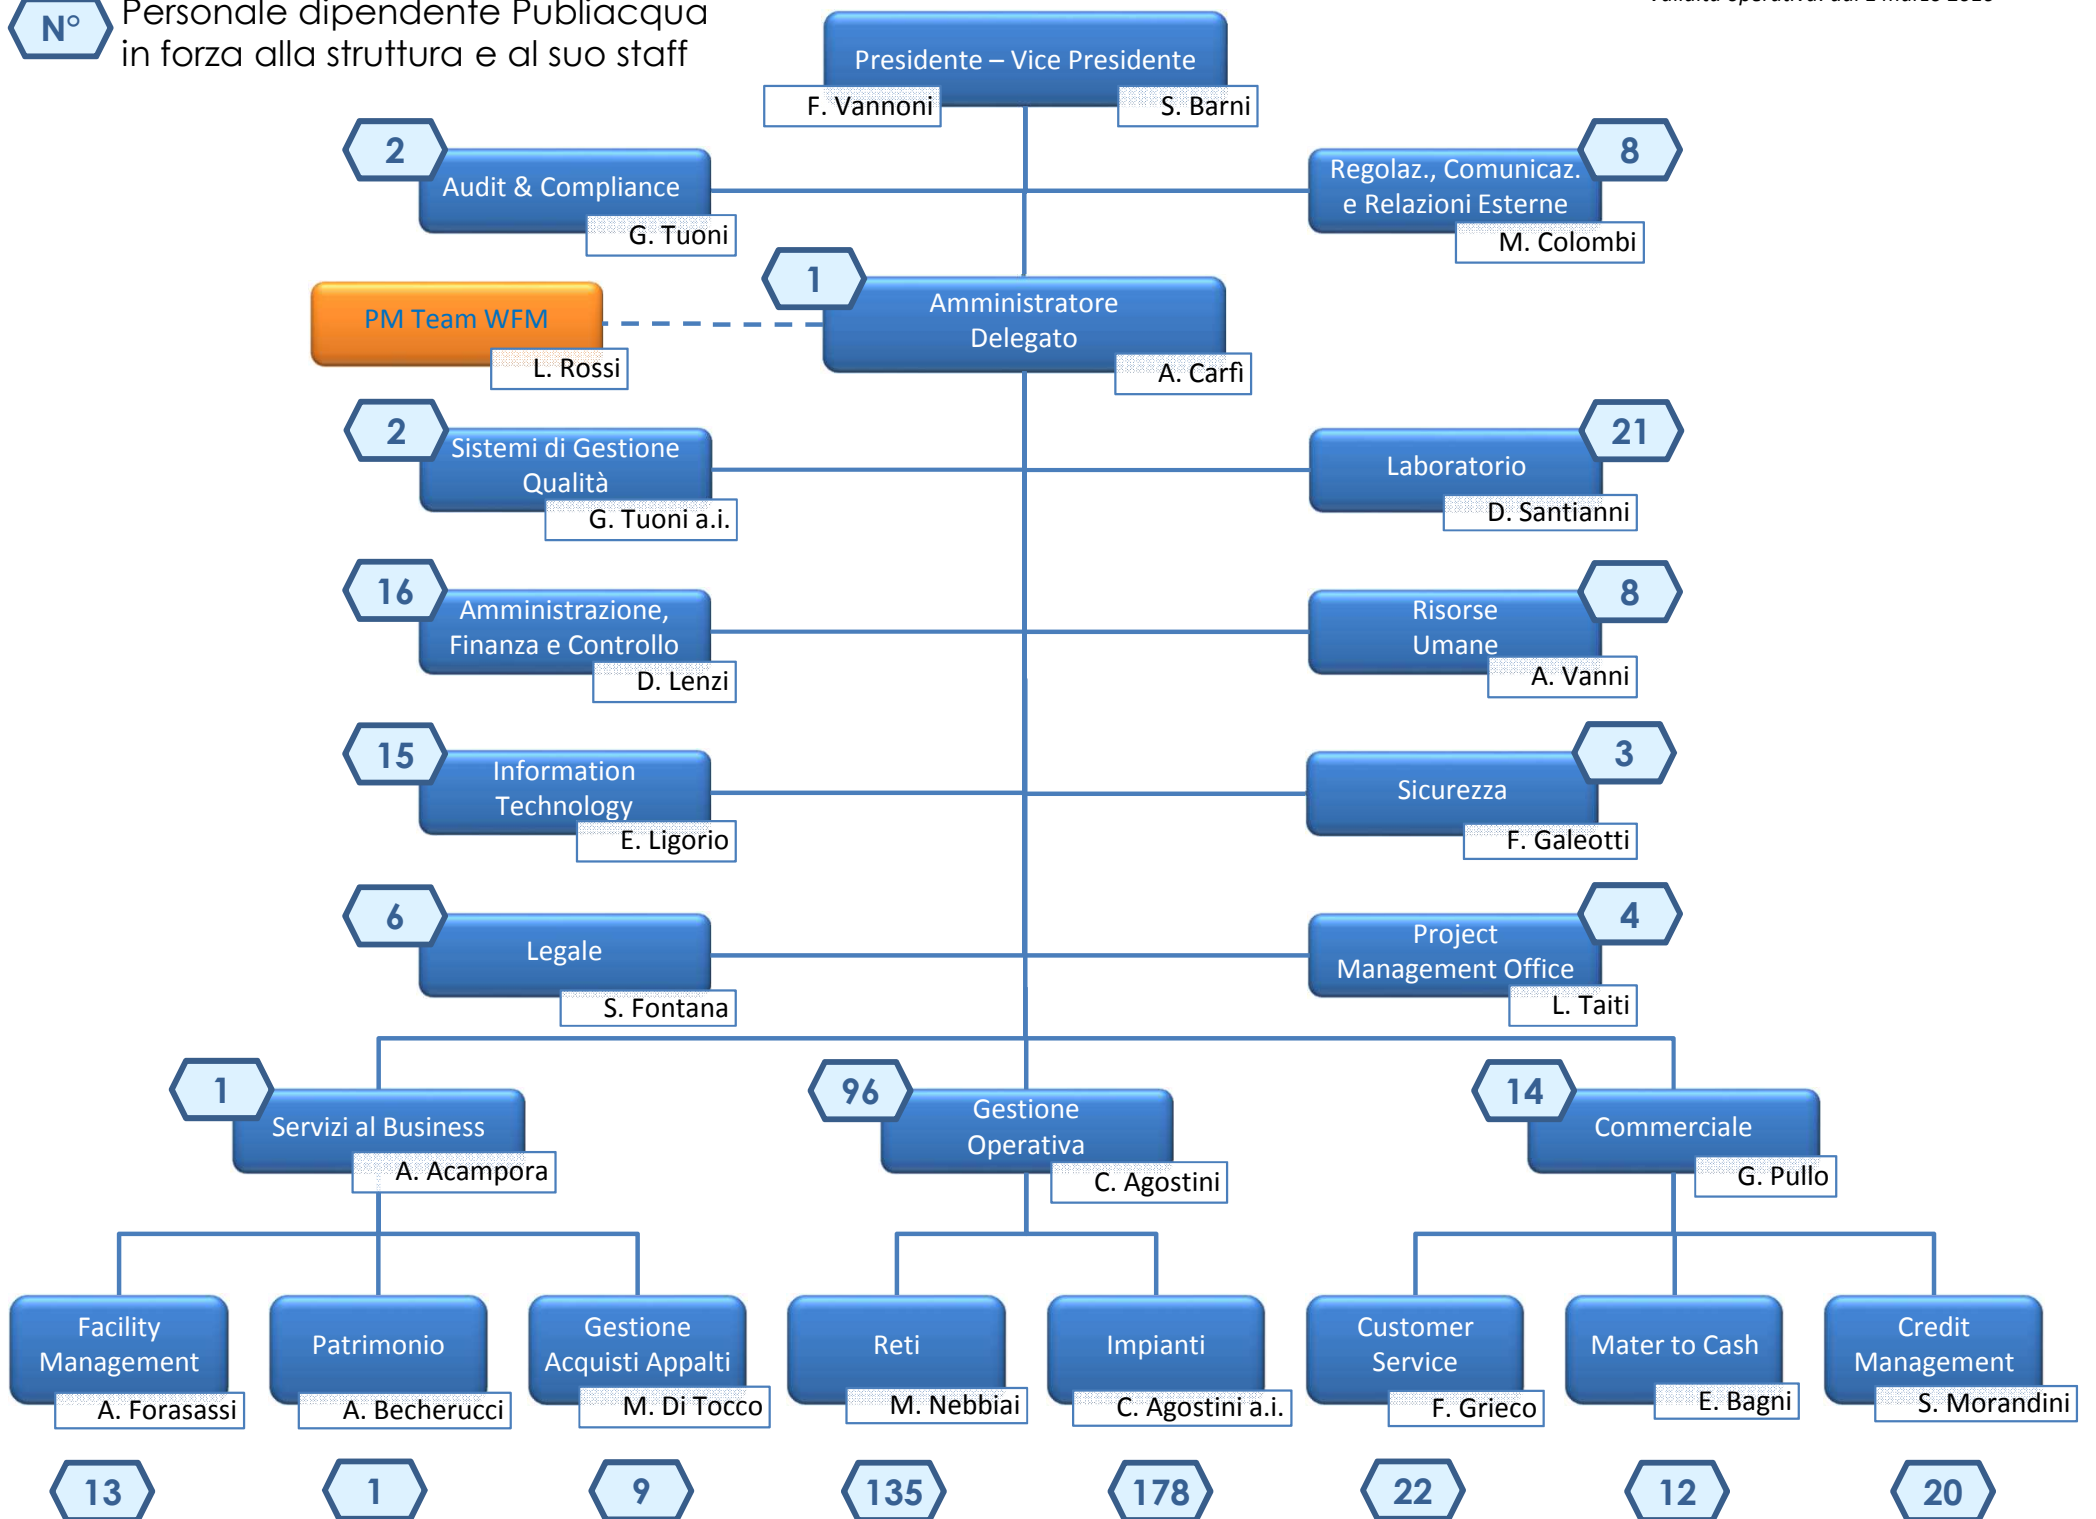 Personale dipendente Publiacqua
N°
in forza alla struttura e al suo staff
Presidente – Vice Presidente
F. Vannoni
S. Barni
2
Audit & Compliance
G. Tuoni
8
Regolaz., Comunicaz.
e Relazioni Esterne
M. Colombi
PM Team WFM
L. Rossi
1
Amministratore
Delegato
A. Carfì
2
Sistemi di Gestione
Qualità
G. Tuoni a.i.
21
Laboratorio
D. Santianni
16
Amministrazione,
Finanza e Controllo
D. Lenzi
8
Risorse
Umane
A. Vanni
15
Information
Technology
E. Ligorio
3
Sicurezza
F. Galeotti
6
Legale
S. Fontana
4
Project
Management Office
L. Taiti
1
Servizi al Business
A. Acampora
96
Gestione
Operativa
C. Agostini
14
Commerciale
G. Pullo
Facility
Management
A. Forasassi
13
Patrimonio
A. Becherucci
1
Gestione
Acquisti Appalti
M. Di Tocco
9
Reti
M. Nebbiai
135
Impianti
C. Agostini a.i.
178
Customer
Service
F. Grieco
22
Mater to Cash
E. Bagni
12
Credit
Management
S. Morandini
20